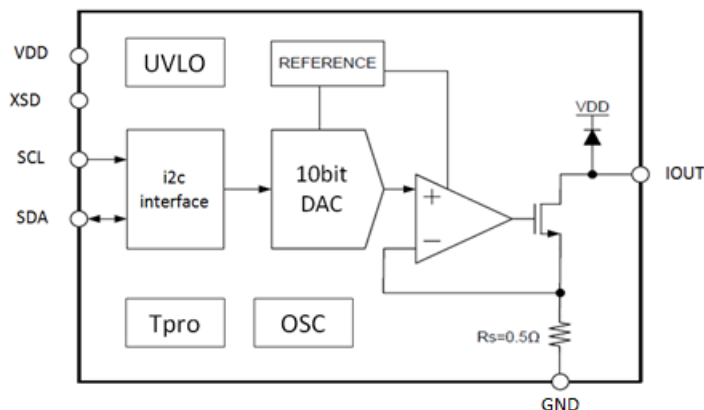 VDD
UVLO
REFERENCE
XSD
VDD
SCL
i2c
interface
10bit
DAC
+
IOUT
SDA
−
Tpro
OSC
Rs=0.5Ω
GND